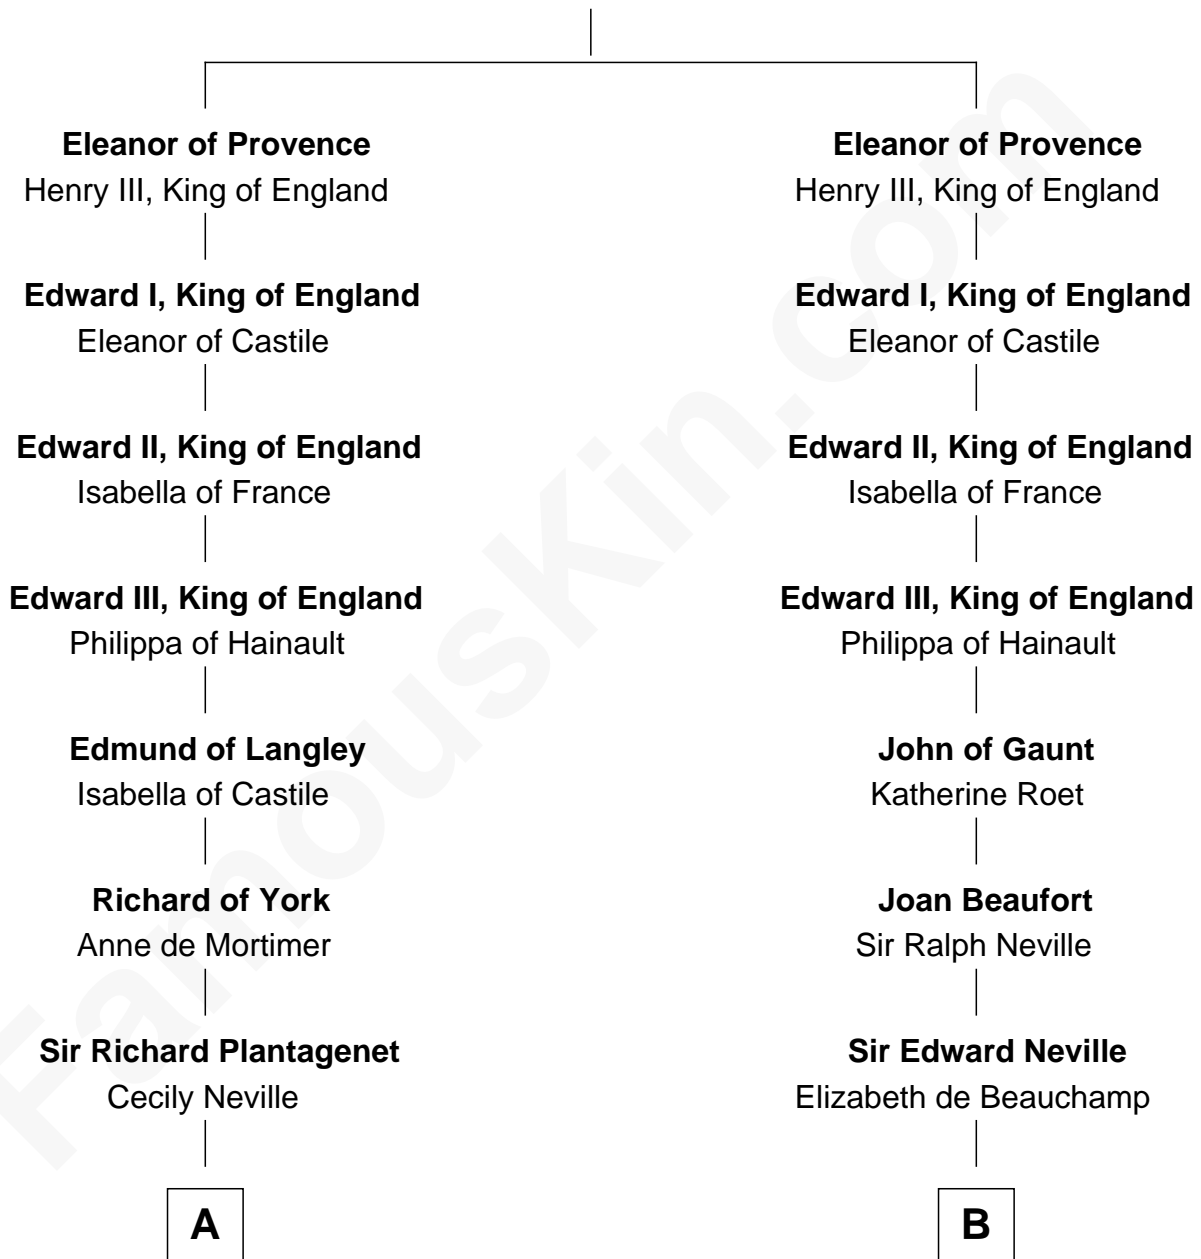 Eleanor of Provence
Henry III, King of England
Edward I, King of England
Eleanor of Castile
Edward II, King of England
Isabella of France
Edward III, King of England
Philippa of Hainault
Edmund of Langley
Isabella of Castile
Richard of York
Anne de Mortimer
Sir Richard Plantagenet
Cecily Neville
A
Eleanor of Provence
Henry III, King of England
Edward I, King of England
Eleanor of Castile
Edward II, King of England
Isabella of France
Edward III, King of England
Philippa of Hainault
John of Gaunt
Katherine Roet
Joan Beaufort
Sir Ralph Neville
Sir Edward Neville
Elizabeth de Beauchamp
B
FamousKin.com